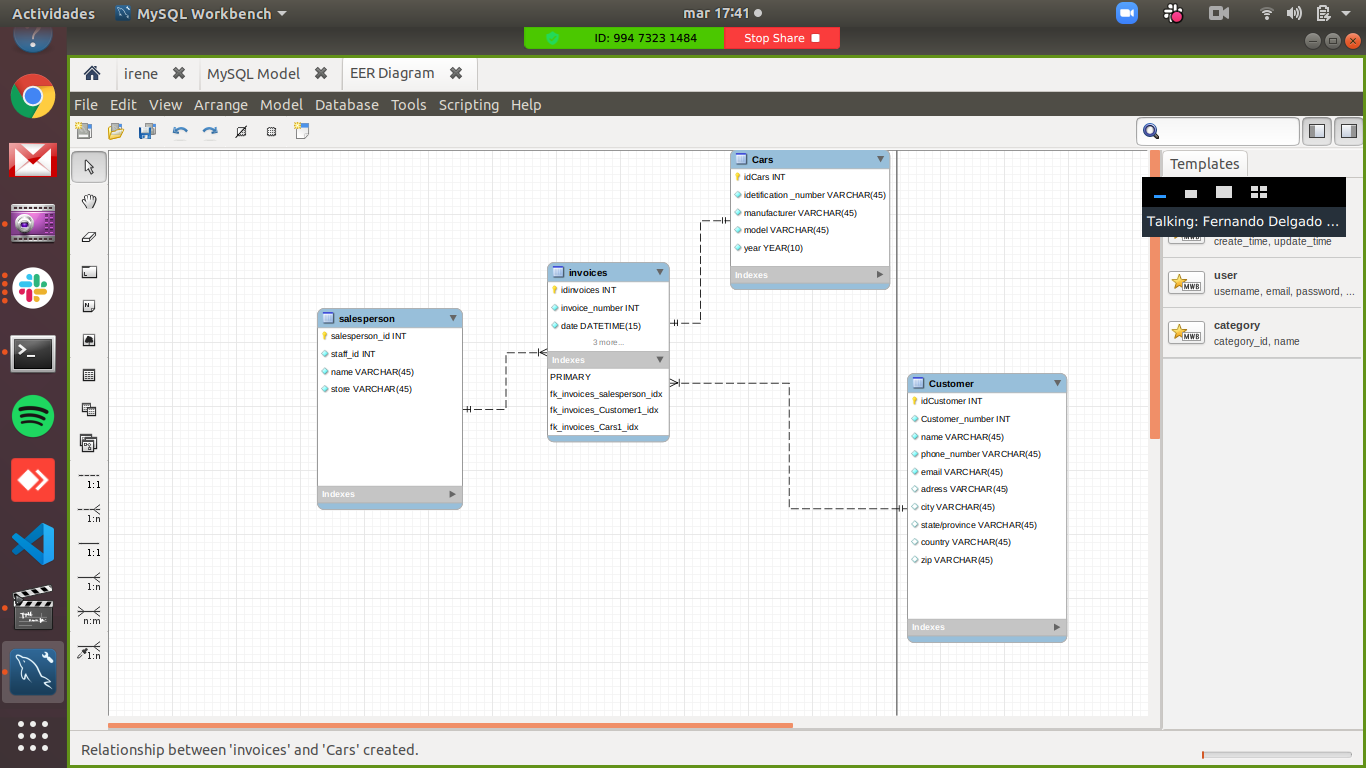 Actividades MySQL Workbench mar 17:41
ID: 994 7323 1484 Stop Share
irene MySQL Model EER Diagram
File Edit View Arrange Model Database Tools Scripting Help
Templates
Talking: Fernando Delgado ...
create_time, update_time
user
username, email, password, ...
category
category_id, name
1:1
1:n
1:1
1:n
n:m
1:n
Cars
idCars INT
idetification _number VARCHAR(45)
manufacturer VARCHAR(45)
model VARCHAR(45)
year YEAR(10)
Indexes
invoices
idinvoices INT
invoice_number INT
date DATETIME(15)
3 more...
Indexes
PRIMARY
fk_invoices_salesperson_idx
fk_invoices_Customer1_idx
fk_invoices_Cars1_idx
salesperson
salesperson_id INT
staff_id INT
name VARCHAR(45)
store VARCHAR(45)
Indexes
Customer
idCustomer INT
Customer_number INT
name VARCHAR(45)
phone_number VARCHAR(45)
email VARCHAR(45)
adress VARCHAR(45)
city VARCHAR(45)
state/province VARCHAR(45)
country VARCHAR(45)
zip VARCHAR(45)
Indexes
MWB
MWB
MWB
Relationship between 'invoices' and 'Cars' created.